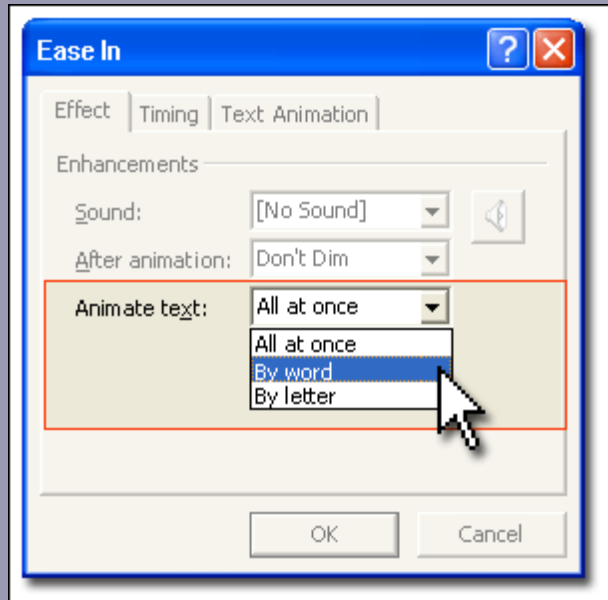 Ease In
Effect Timing Text Animation
Enhancements
Sound: [No Sound]
After animation: Don't Dim
Animate text: All at once
All at once
By word
By letter
OK Cancel